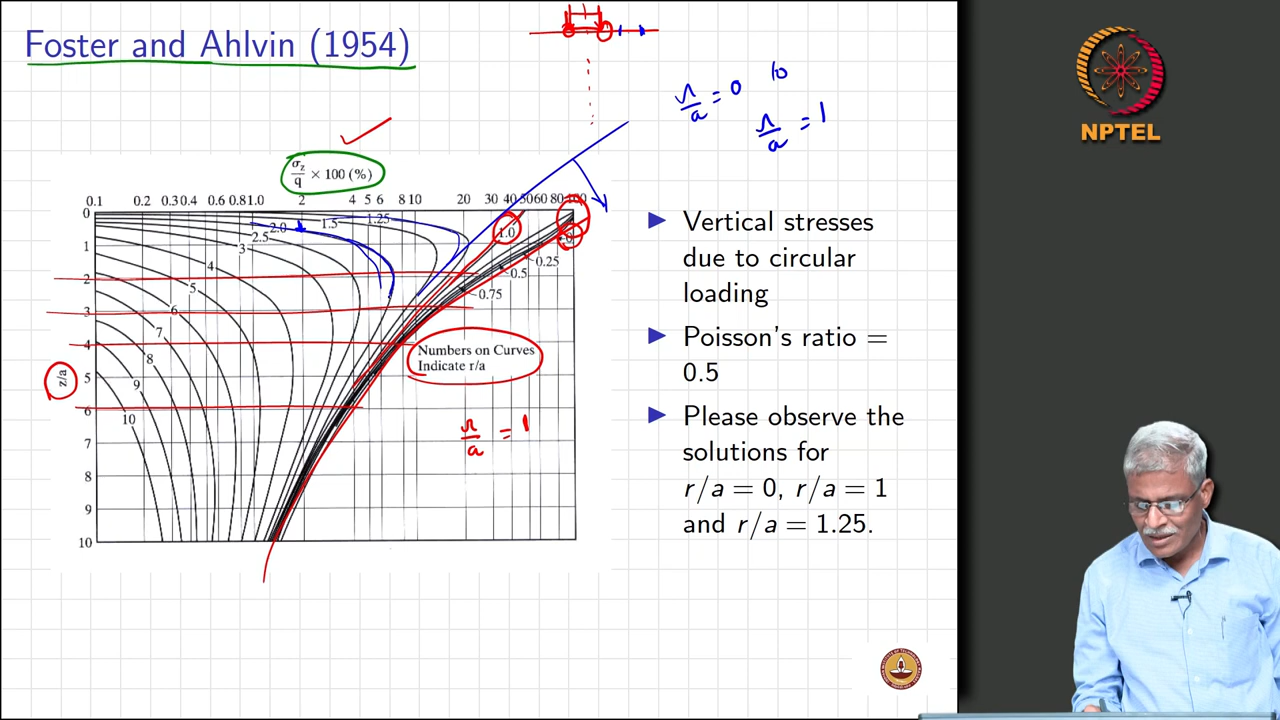 Foster and Ahlvin (1954)
r/a = 0 to
r/a = 1
NPTEL
σz/q × 100 (%)
0.1 0.2 0.3 0.4 0.6 0.8 1.0 2 4 5 6 8 10 20 30 40 50 60 80 100
0
1
2
3
4
5
6
7
8
9
10
z/a
1.25
1.5
2.0
2.5
3
4
5
6
7
8
9
10
1.0
0.25
0.5
0.75
Numbers on Curves
Indicate r/a
r/a = 1
Vertical stresses
due to circular
loading
Poisson's ratio =
0.5
Please observe the
solutions for
r/a = 0, r/a = 1
and r/a = 1.25.